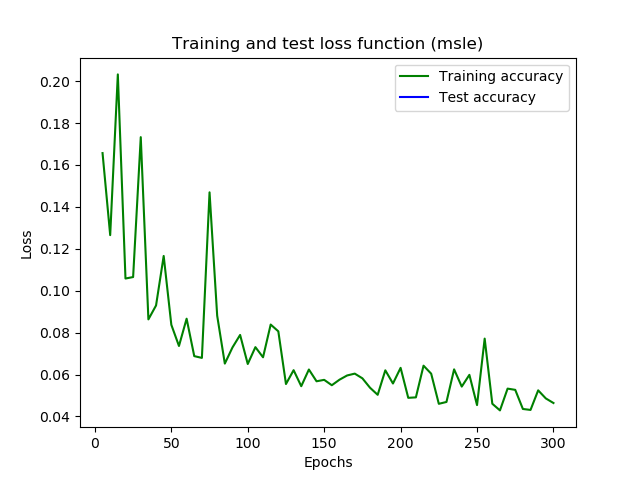 Training and test loss function (msle)
Training accuracy
Test accuracy
0.20
0.18
0.16
0.14
0.12
0.10
0.08
0.06
0.04
Loss
0 50 100 150 200 250 300
Epochs